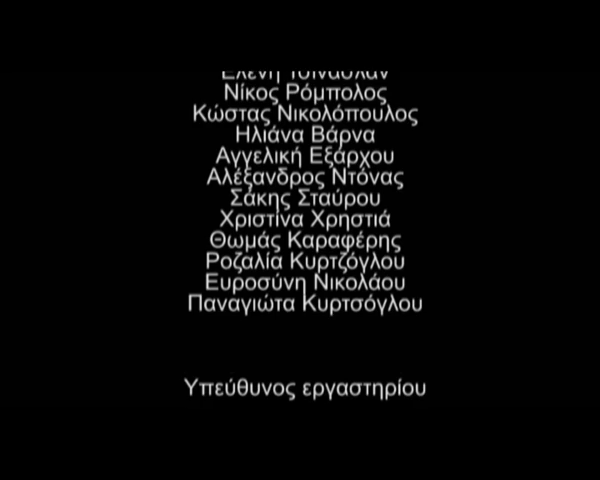 Ελένη
Νίκος Ρόμπολος
Κώστας Νικολόπουλος
Ηλιάνα Βάρνα
Αγγελική Εξάρχου
Αλέξανδρος Ντόνας
Σάκης Σταύρου
Χριστίνα Χρηστιά
Θωμάς Καραφέρης
Ροζαλία Κυρτζόγλου
Ευροσύνη Νικολάου
Παναγιώτα Κυρτσόγλου
Υπεύθυνος εργαστηρίου